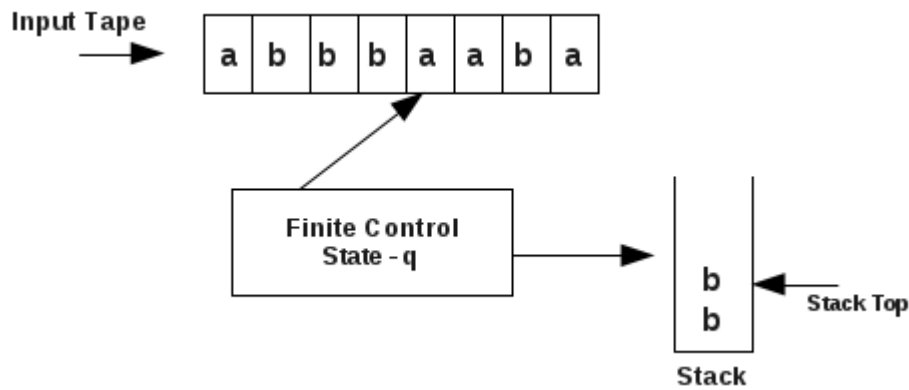 Input Tape
a b b b a a b a
Finite Control
State - q
b
b
Stack Top
Stack